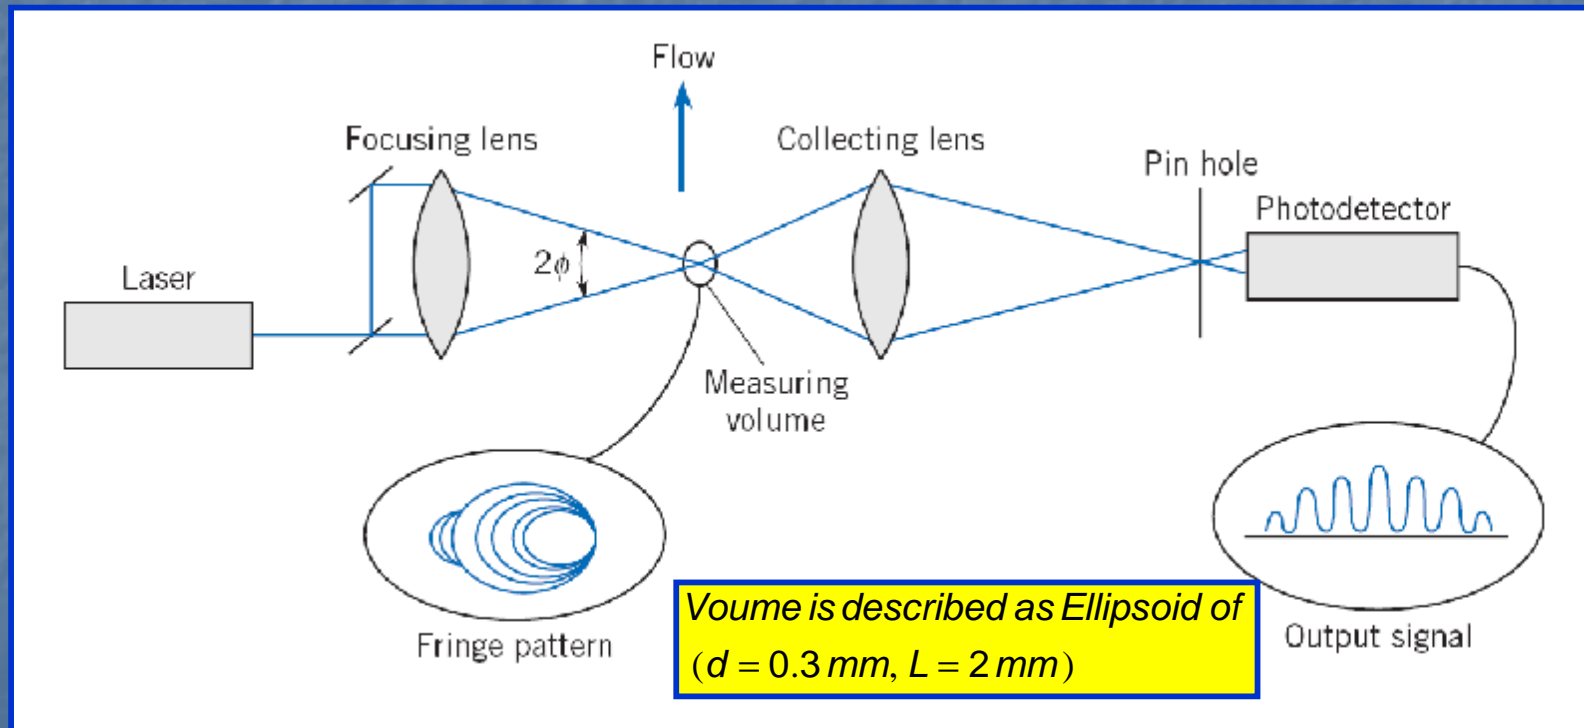 Flow
Focusing lens
Collecting lens
Pin hole
Photodetector
Laser
2ϕ
Measuring
volume
Fringe pattern
Voume is described as Ellipsoid of
(d = 0.3 mm, L = 2 mm)
Output signal